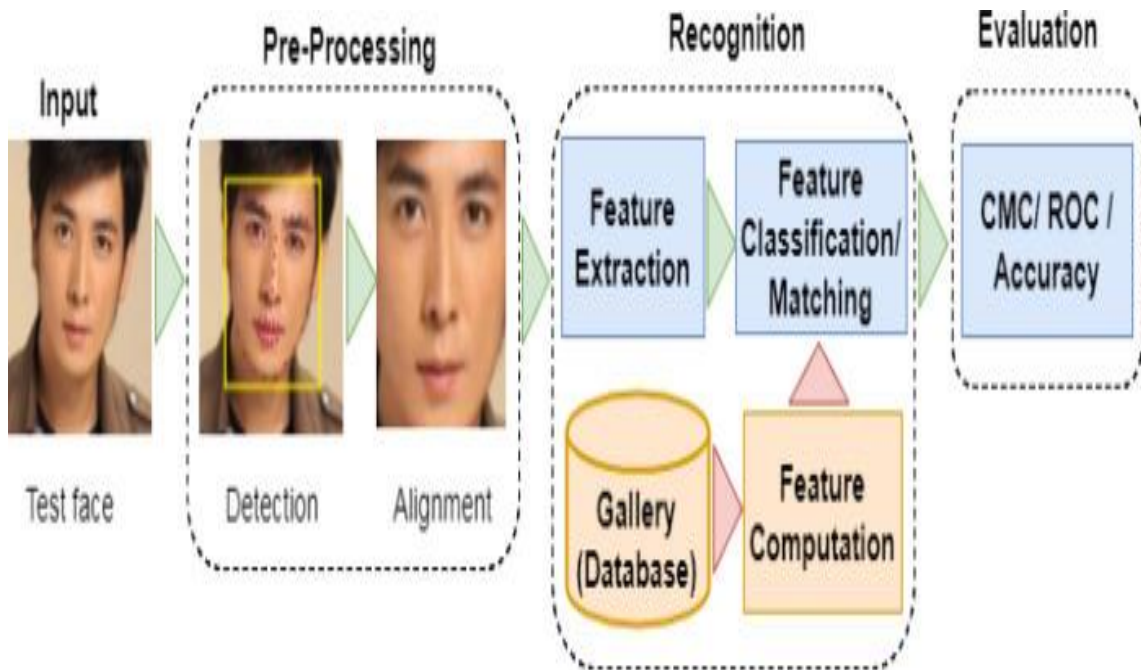 Input
Pre-Processing
Recognition
Evaluation
Test face
Detection
Alignment
Feature
Extraction
Feature
Classification/
Matching
Gallery
(Database)
Feature
Computation
CMC/ ROC /
Accuracy